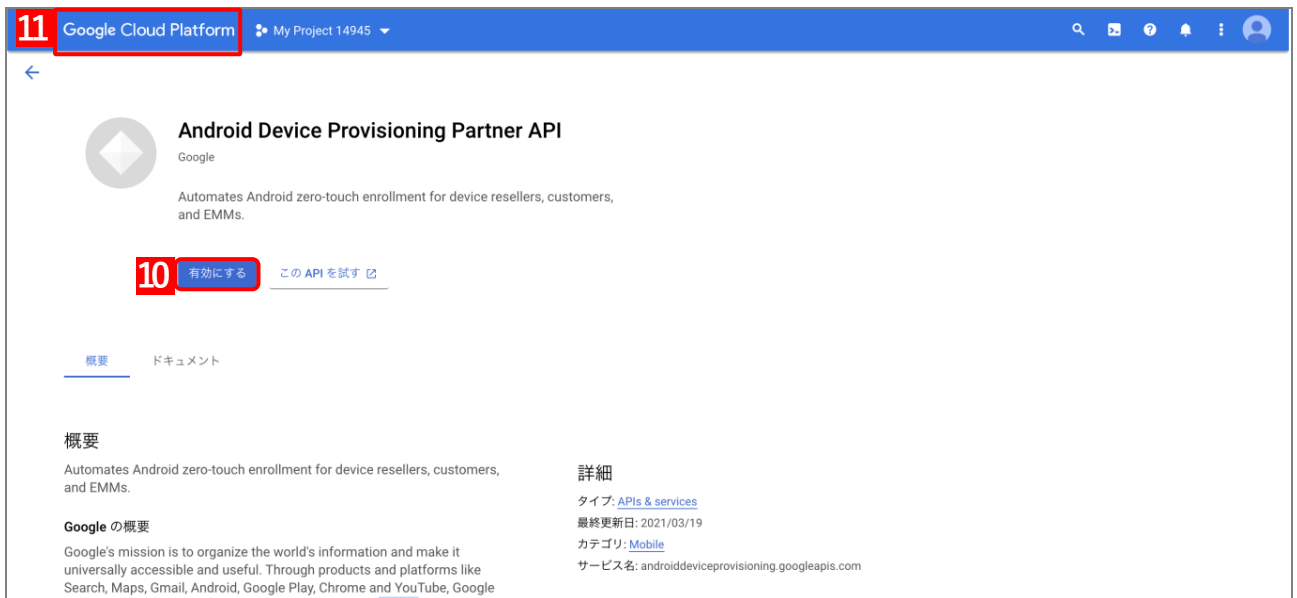 11 Google Cloud Platform My Project 14945
Android Device Provisioning Partner API
Google
Automates Android zero-touch enrollment for device resellers, customers,
and EMMs.
10 有効にする この API を試す
概要 ドキュメント
概要
Automates Android zero-touch enrollment for device resellers, customers,
and EMMs.
Google の概要
Google's mission is to organize the world's information and make it
universally accessible and useful. Through products and platforms like
Search, Maps, Gmail, Android, Google Play, Chrome and YouTube, Google
詳細
タイプ: APIs & services
最終更新日: 2021/03/19
カテゴリ: Mobile
サービス名: androiddeviceprovisioning.googleapis.com